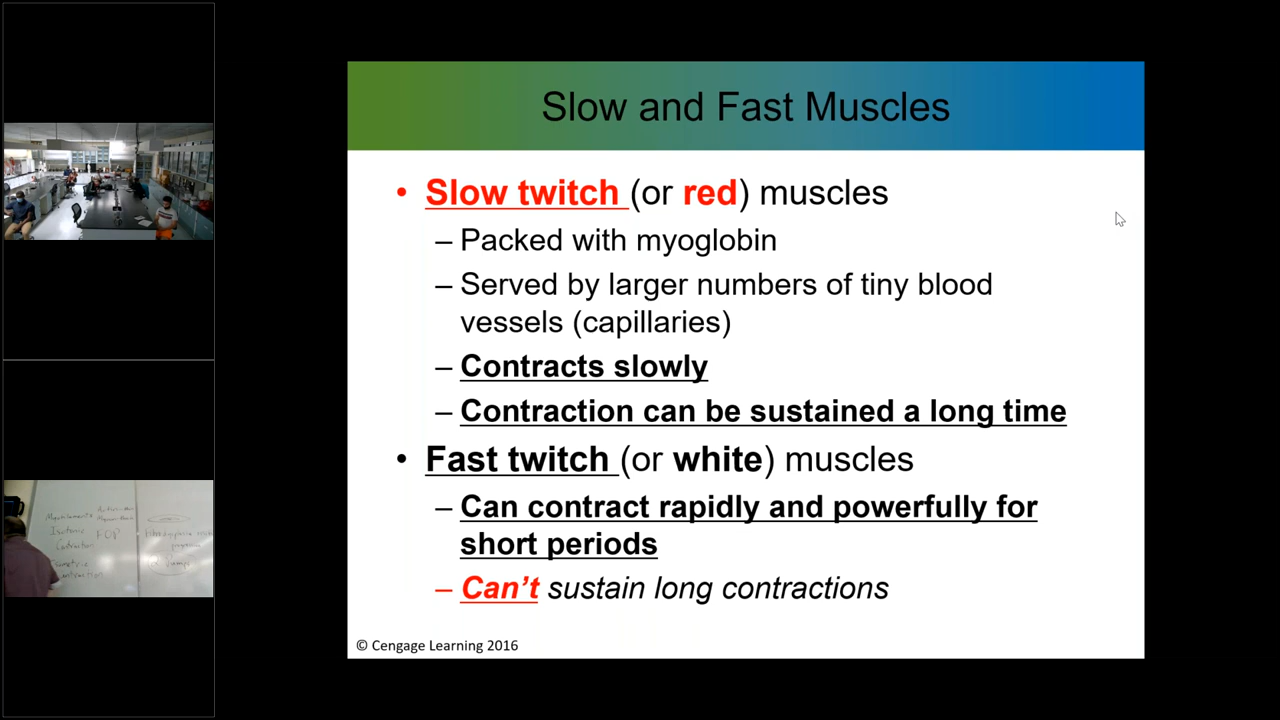 Slow and Fast Muscles
• Slow twitch (or red) muscles
– Packed with myoglobin
– Served by larger numbers of tiny blood
vessels (capillaries)
– Contracts slowly
– Contraction can be sustained a long time
• Fast twitch (or white) muscles
– Can contract rapidly and powerfully for
short periods
– Can't sustain long contractions
© Cengage Learning 2016
Isotonic
FOP